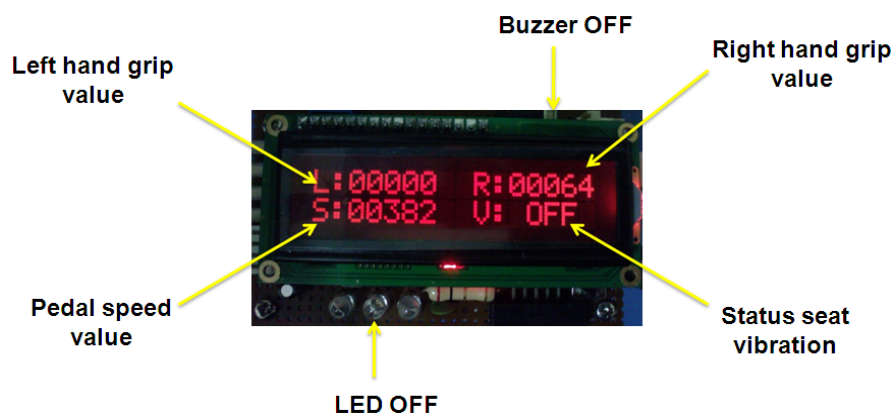 Buzzer OFF
Left hand grip
value
Right hand grip
value
L:00000 R:00064
S:00382 V: OFF
Pedal speed
value
Status seat
vibration
LED OFF